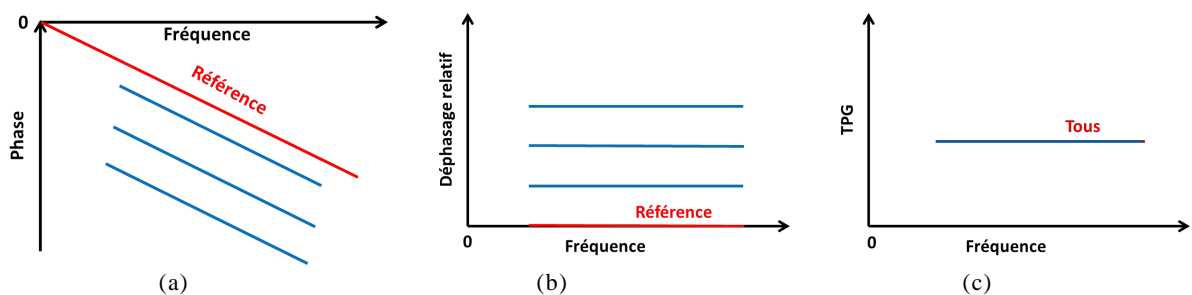 0
Fréquence
Référence
Phase
(a)
Déphasage relatif
Référence
0
Fréquence
(b)
TPG
Tous
0
Fréquence
(c)